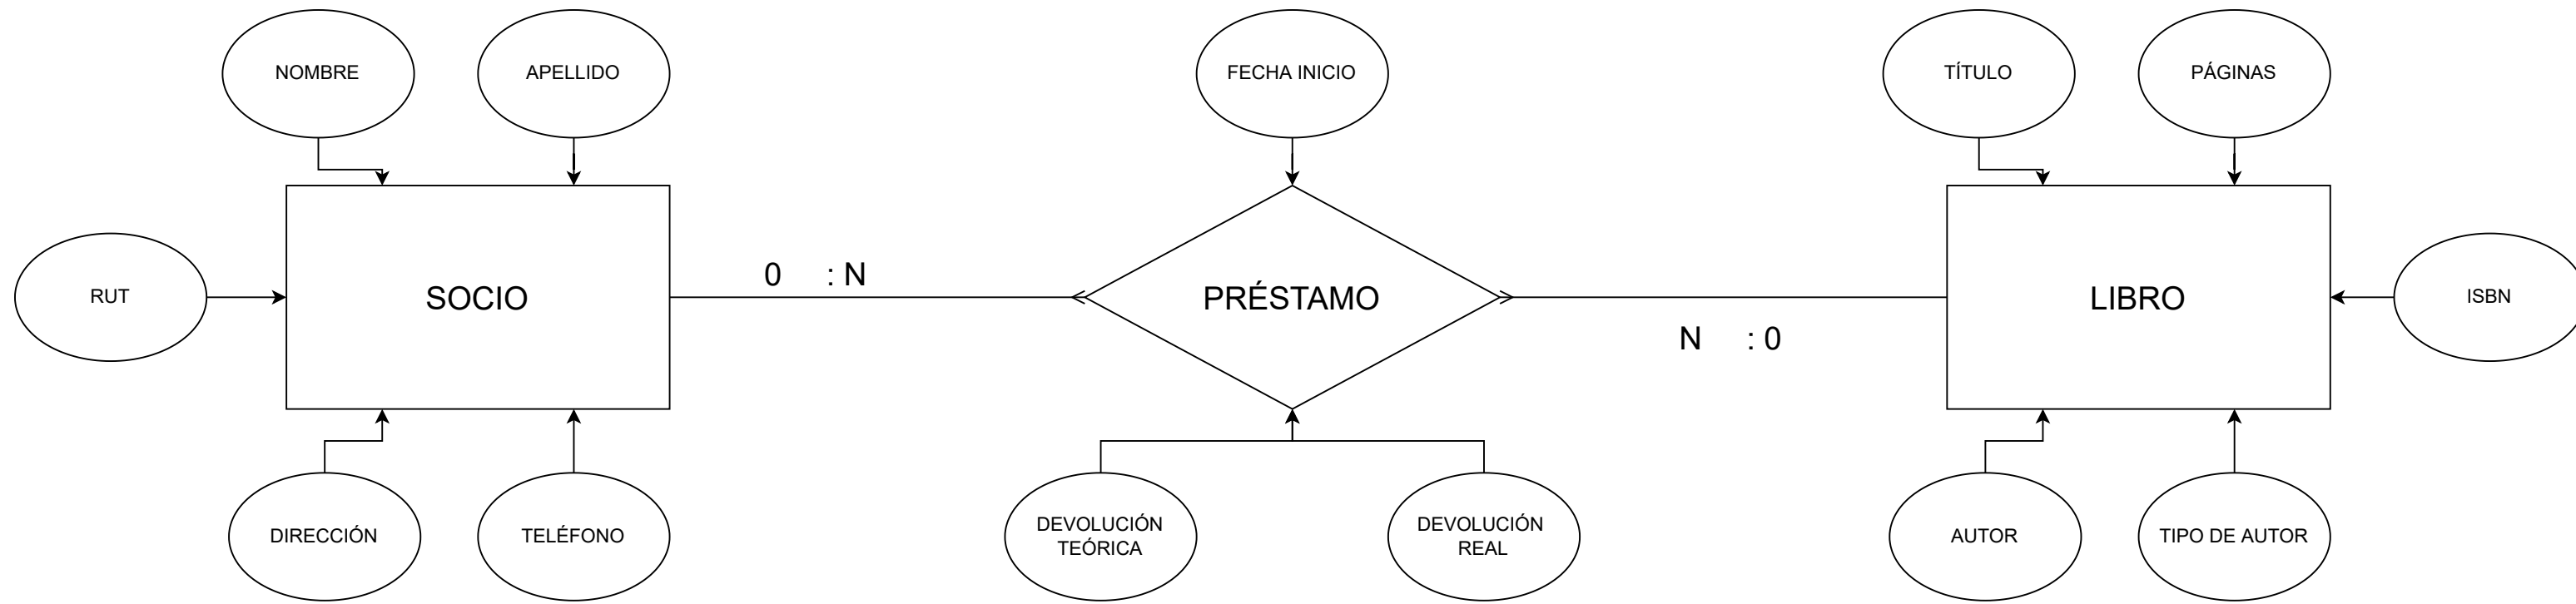 NOMBRE
APELLIDO
FECHA INICIO
TÍTULO
PÁGINAS
RUT
SOCIO
0 : N
PRÉSTAMO
N : 0
LIBRO
ISBN
DIRECCIÓN
TELÉFONO
DEVOLUCIÓN
TEÓRICA
DEVOLUCIÓN
REAL
AUTOR
TIPO DE AUTOR